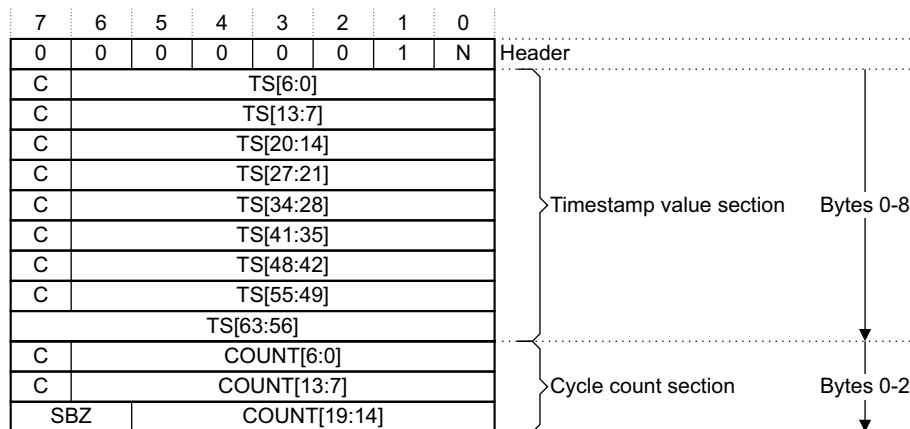 7 6 5 4 3 2 1 0
0 0 0 0 0 0 1 N Header
C TS[6:0]
C TS[13:7]
C TS[20:14]
C TS[27:21]
C TS[34:28] Timestamp value section Bytes 0-8
C TS[41:35]
C TS[48:42]
C TS[55:49]
TS[63:56]
C COUNT[6:0]
C COUNT[13:7] Cycle count section Bytes 0-2
SBZ COUNT[19:14]